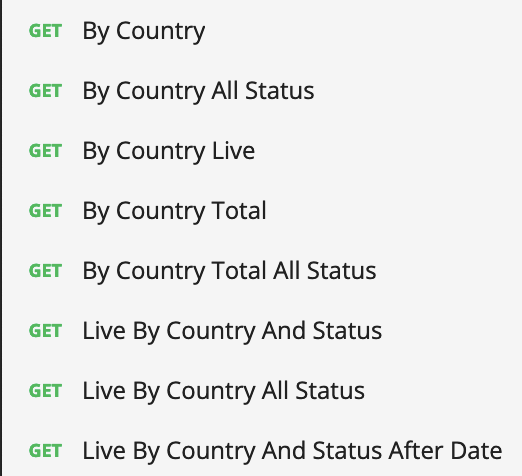 GET By Country
GET By Country All Status
GET By Country Live
GET By Country Total
GET By Country Total All Status
GET Live By Country And Status
GET Live By Country All Status
GET Live By Country And Status After Date